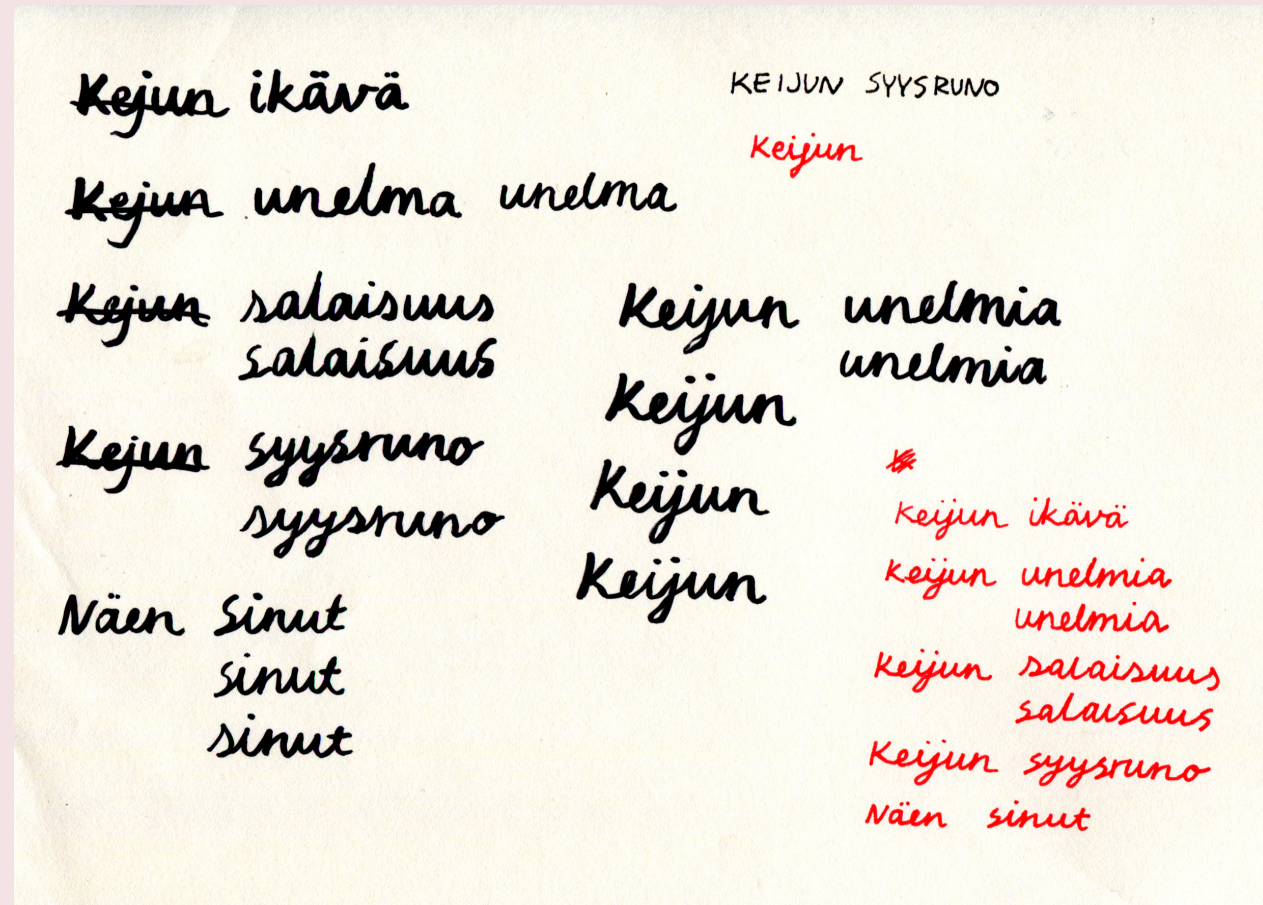 Kejun ikävä
Kejun unelma unelma
Kejun salaisuus
salaisuus
Kejun syysruno
syysruno
Näen sinut
sinut
sinut
KEIJUN SYYSRUNO
Keijun
Keijun unelmia
unelmia
Keijun
Keijun
Keijun
Keijun ikävä
Keijun unelmia
unelmia
Keijun salaisuus
salaisuus
Keijun syysruno
Näen sinut